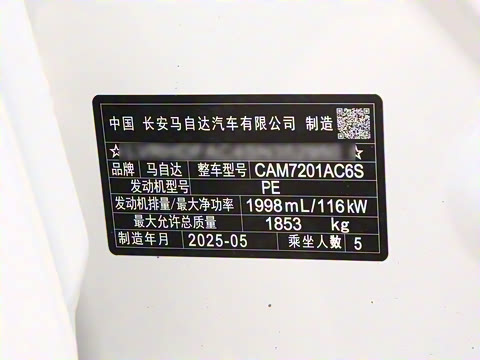 中国 长安马自达汽车有限公司 制造
☆ ☆
品牌 马自达 整车型号 CAM7201AC6S
发动机型号 PE
发动机排量/最大净功率 1998mL/116kW
最大允许总质量 1853 kg
制造年月 2025-05 乘坐人数 5